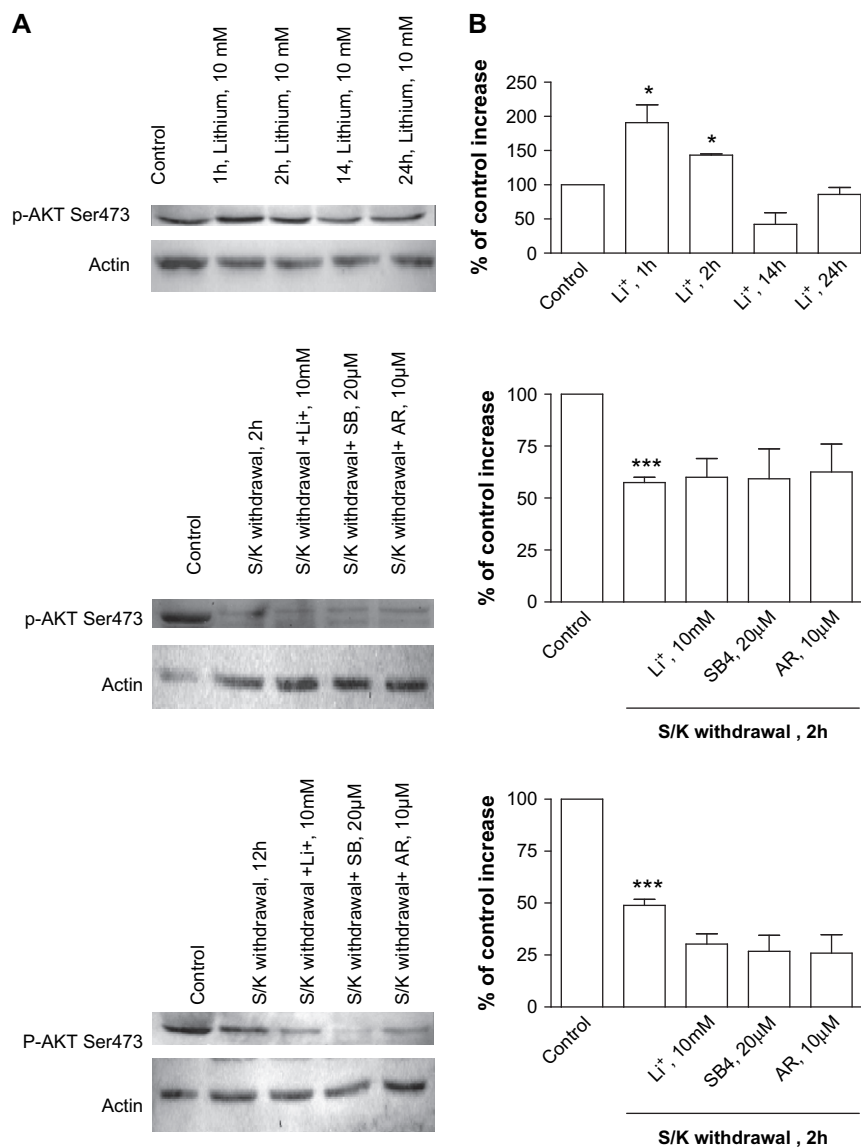 A
Control
1h, Lithium, 10 mM
2h, Lithium, 10 mM
14, Lithium, 10 mM
24h, Lithium, 10 mM
p-AKT Ser473
Actin
Control
S/K withdrawal, 2h
S/K withdrawal +Li+, 10mM
S/K withdrawal+ SB, 20µM
S/K withdrawal+ AR, 10µM
p-AKT Ser473
Actin
Control
S/K withdrawal, 12h
S/K withdrawal +Li+, 10mM
S/K withdrawal+ SB, 20µM
S/K withdrawal+ AR, 10µM
P-AKT Ser473
Actin
B
% of control increase
250
200
150
100
50
0
*
*
Control
Li⁺, 1h
Li⁺, 2h
Li⁺, 14h
Li⁺, 24h
% of control increase
100
75
50
25
0
***
Control
Li⁺, 10mM
SB4, 20µM
AR, 10µM
S/K withdrawal , 2h
% of control increase
100
75
50
25
0
***
Control
Li⁺, 10mM
SB4, 20µM
AR, 10µM
S/K withdrawal , 2h